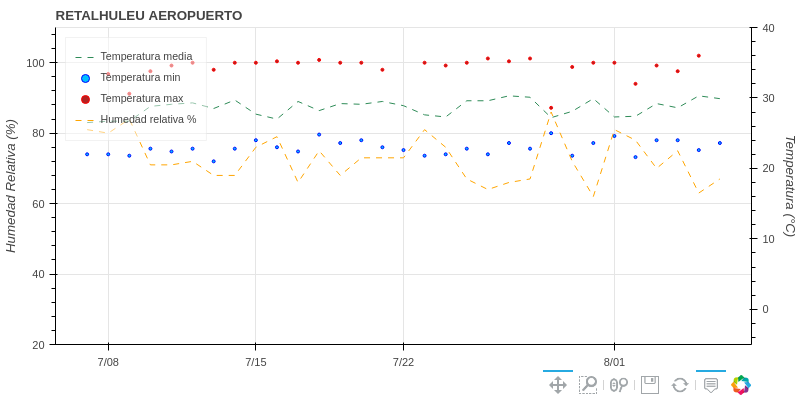 RETALHULEU AEROPUERTO
Temperatura media
Temperatura min
Temperatura max
Humedad relativa %
Humedad Relativa (%)
100
80
60
40
20
Temperatura (°C)
40
30
20
10
0
7/08
7/15
7/22
8/01